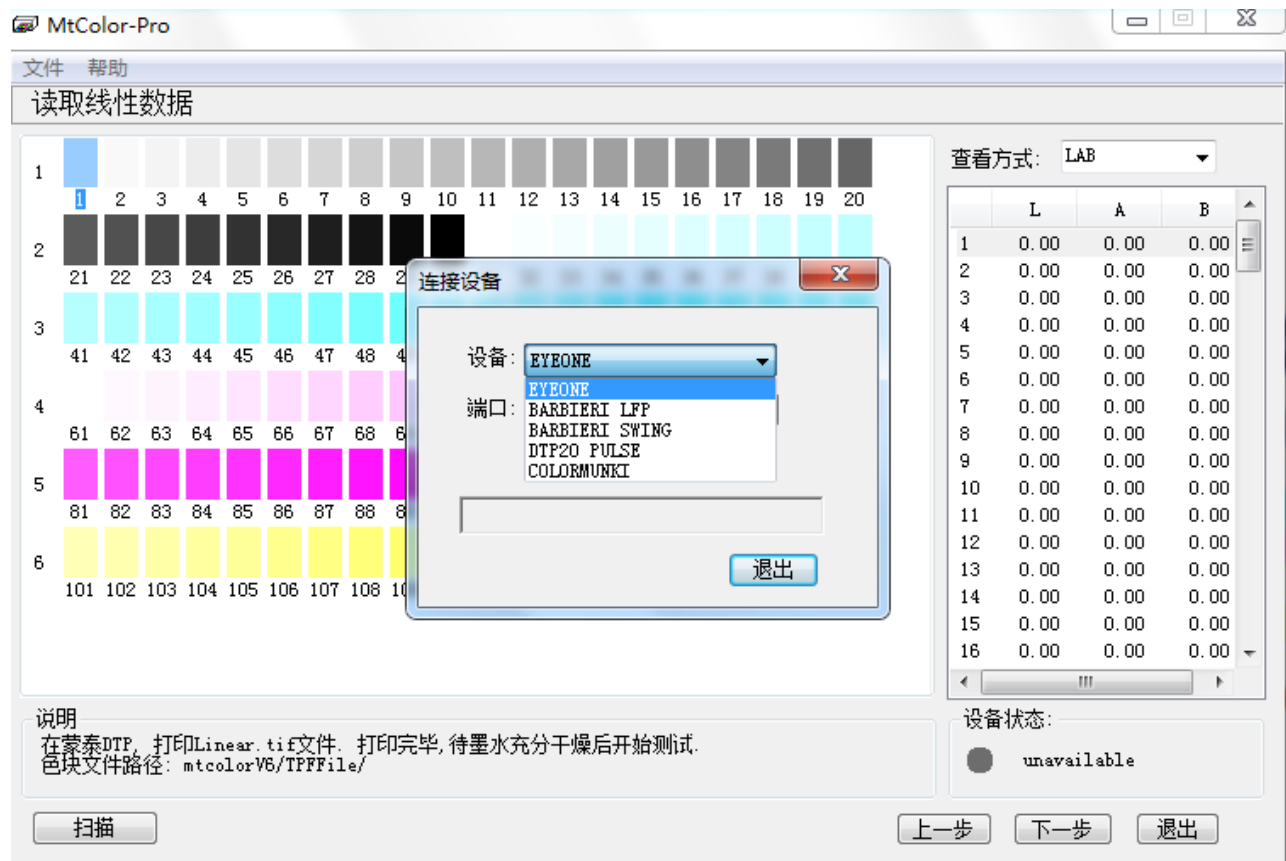 MtColor-Pro
文件 帮助
读取线性数据
1
1 2 3 4 5 6 7 8 9 10 11 12 13 14 15 16 17 18 19 20
2
21 22 23 24 25 26 27 28
3
41 42 43 44 45 46 47 48
4
61 62 63 64 65 66 67 68
5
81 82 83 84 85 86 87 88
6
101 102 103 104 105 106 107 108
连接设备
设备: EYEONE
EYEONE
端口:
BARBIERI LFP
BARBIERI SWING
DTP20 PULSE
COLORMUNKI
退出
查看方式: LAB
L A B
1 0.00 0.00 0.00
2 0.00 0.00 0.00
3 0.00 0.00 0.00
4 0.00 0.00 0.00
5 0.00 0.00 0.00
6 0.00 0.00 0.00
7 0.00 0.00 0.00
8 0.00 0.00 0.00
9 0.00 0.00 0.00
10 0.00 0.00 0.00
11 0.00 0.00 0.00
12 0.00 0.00 0.00
13 0.00 0.00 0.00
14 0.00 0.00 0.00
15 0.00 0.00 0.00
16 0.00 0.00 0.00
说明
在蒙泰DTP, 打印Linear.tif文件. 打印完毕,待墨水充分干燥后开始测试.
色块文件路径: mtcolorV6/TPFFile/
设备状态:
unavailable
扫描
上一步 下一步 退出